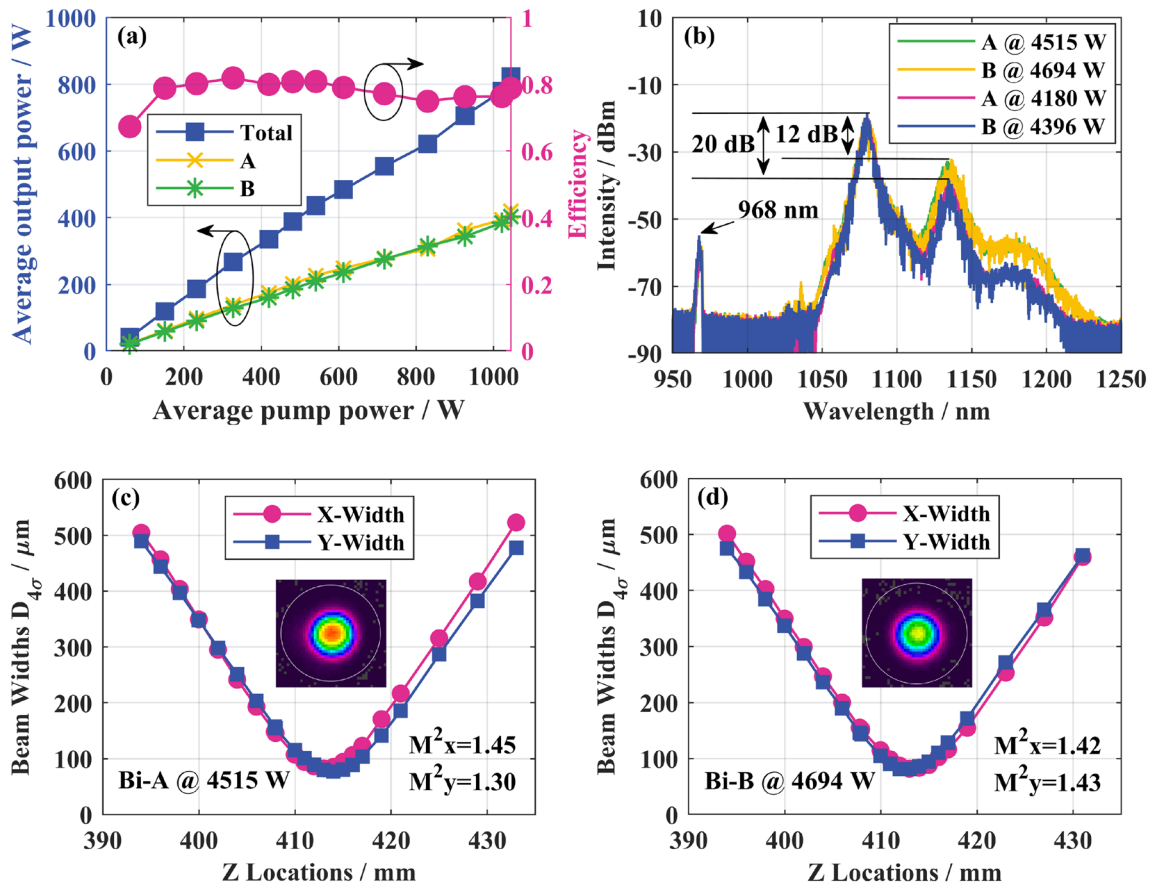 (a)
1000
800
600
400
200
0
Average output power / W
1
0.8
0.6
0.4
0.2
0
Efficiency
Total
A
B
0 200 400 600 800 1000
Average pump power / W
(b)
10
-10
-30
-50
-70
-90
Intensity / dBm
A @ 4515 W
B @ 4694 W
A @ 4180 W
B @ 4396 W
20 dB
12 dB
968 nm
950 1000 1050 1100 1150 1200 1250
Wavelength / nm
(c)
600
500
400
300
200
100
0
Beam Widths D4σ / μm
X-Width
Y-Width
M²x=1.45
M²y=1.30
Bi-A @ 4515 W
390 400 410 420 430
Z Locations / mm
(d)
600
500
400
300
200
100
0
Beam Widths D4σ / μm
X-Width
Y-Width
M²x=1.42
M²y=1.43
Bi-B @ 4694 W
390 400 410 420 430
Z Locations / mm